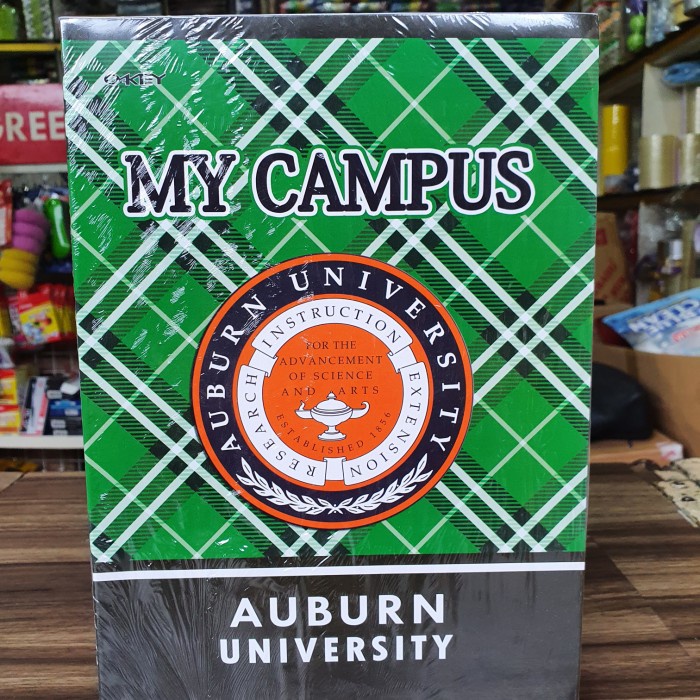 O-KEY
GREE
MY CAMPUS
AUBURN UNIVERSITY
INSTRUCTION
RESEARCH
EXTENSION
FOR THE
ADVANCEMENT
OF SCIENCE
AND ARTS
ESTABLISHED 1856
AUBURN
UNIVERSITY